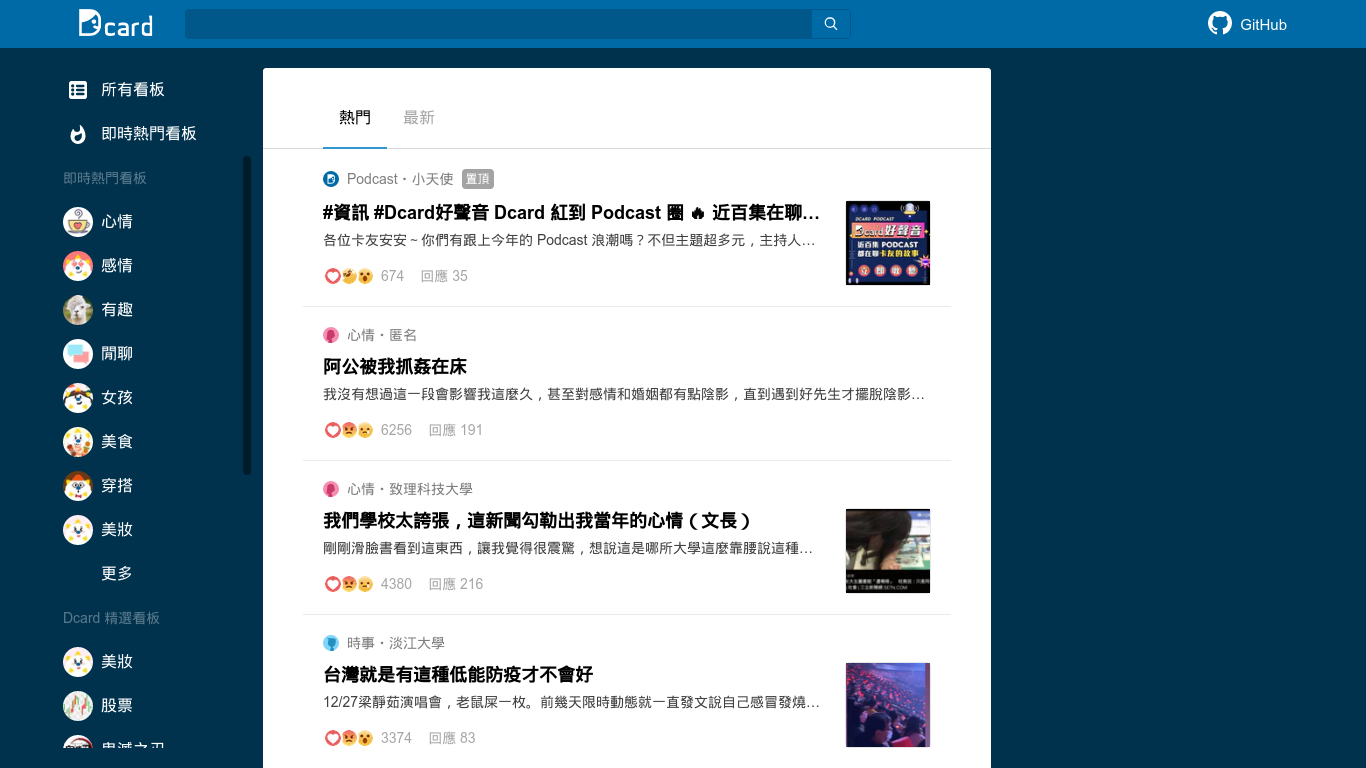 Dcard
GitHub
所有看板
即時熱門看板
即時熱門看板
心情
感情
有趣
閒聊
女孩
美食
穿搭
美妝
更多
Dcard 精選看板
美妝
股票
鬼滅之刃
熱門
最新
Podcast・小天使 置頂
#資訊 #Dcard好聲音 Dcard 紅到 Podcast 圈 🔥 近百集在聊…
各位卡友安安～你們有跟上今年的 Podcast 浪潮嗎？不但主題超多元，主持人…
674 回應 35
DCARD PODCAST
Dcard好聲音
近百集 PODCAST
都在聊卡友的故事
立即收聽
心情・匿名
阿公被我抓姦在床
我沒有想過這一段會影響我這麼久，甚至對感情和婚姻都有點陰影，直到遇到好先生才擺脫陰影…
6256 回應 191
心情・致理科技大學
我們學校太誇張，這新聞勾勒出我當年的心情（文長）
剛剛滑臉書看到這東西，讓我覺得很震驚，想說這是哪所大學這麼靠腰說這種…
4380 回應 216
時事・淡江大學
台灣就是有這種低能防疫才不會好
12/27梁靜茹演唱會，老鼠屎一枚。前幾天限時動態就一直發文說自己感冒發燒…
3374 回應 83